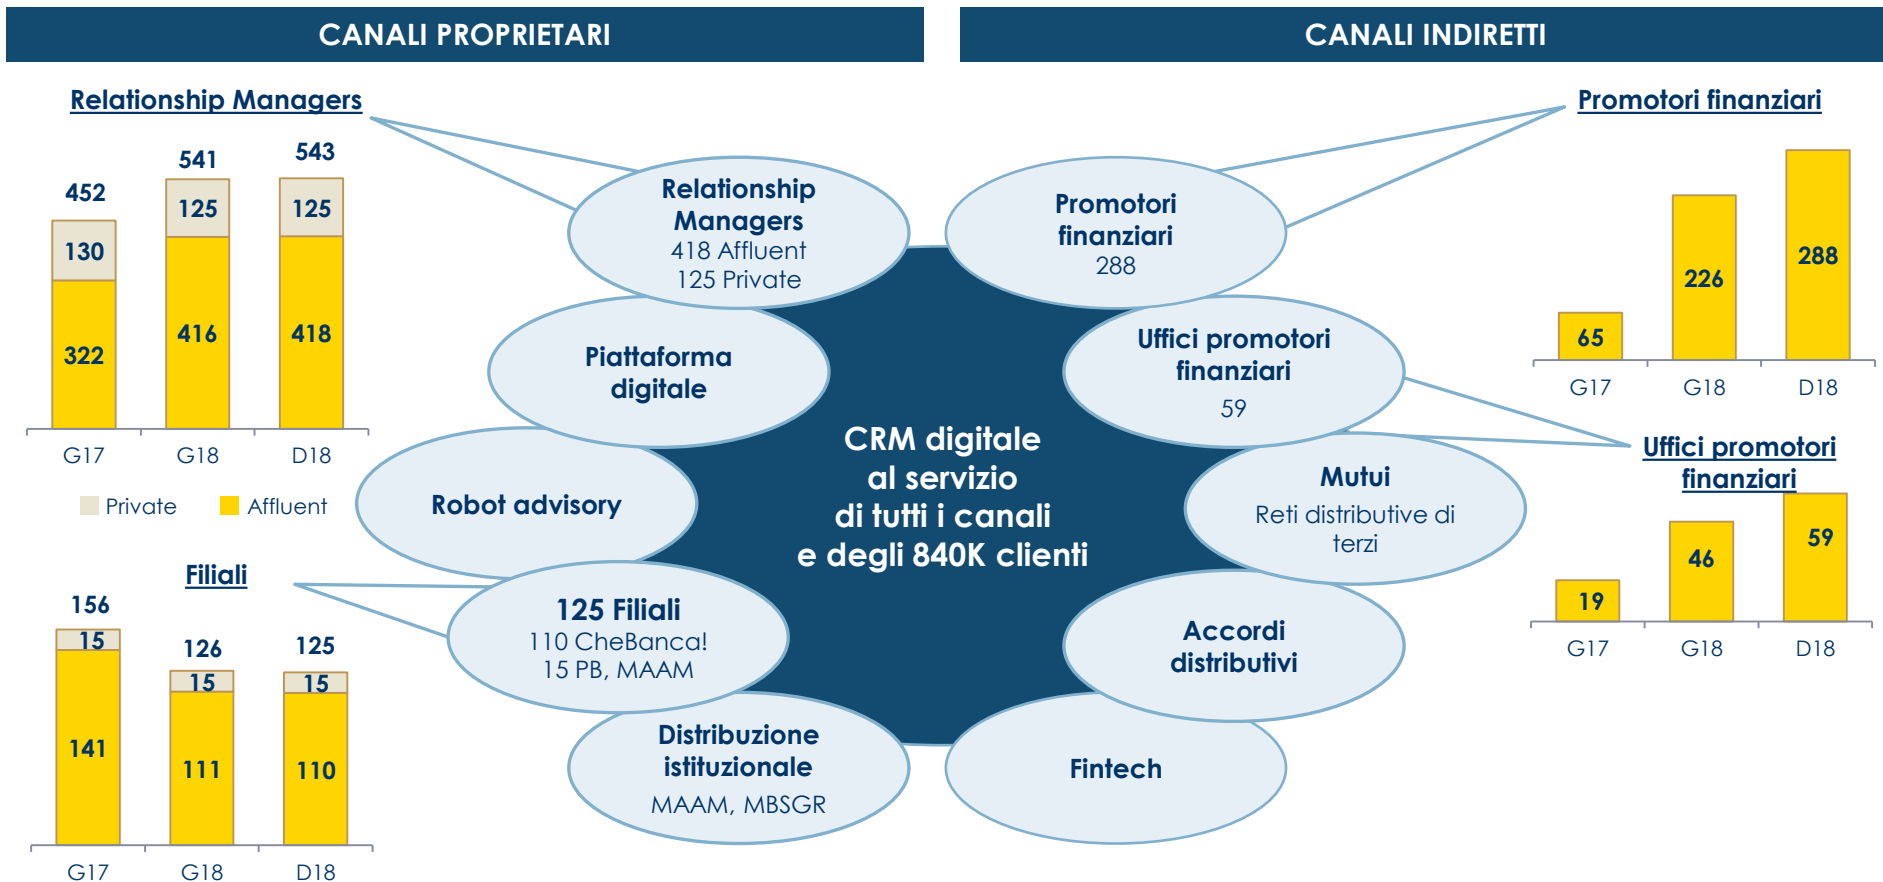 CANALI PROPRIETARI
CANALI INDIRETTI
Relationship Managers
452
541
543
130
125
125
322
416
418
G17
G18
D18
Private
Affluent
Filiali
156
126
125
15
15
15
141
111
110
G17
G18
D18
Relationship
Managers
418 Affluent
125 Private
Piattaforma
digitale
Robot advisory
125 Filiali
110 CheBanca!
15 PB, MAAM
Distribuzione
istituzionale
MAAM, MBSGR
CRM digitale
al servizio
di tutti i canali
e degli 840K clienti
Promotori
finanziari
288
Uffici promotori
finanziari
59
Mutui
Reti distributive di
terzi
Accordi
distributivi
Fintech
Promotori finanziari
65
226
288
G17
G18
D18
Uffici promotori
finanziari
19
46
59
G17
G18
D18